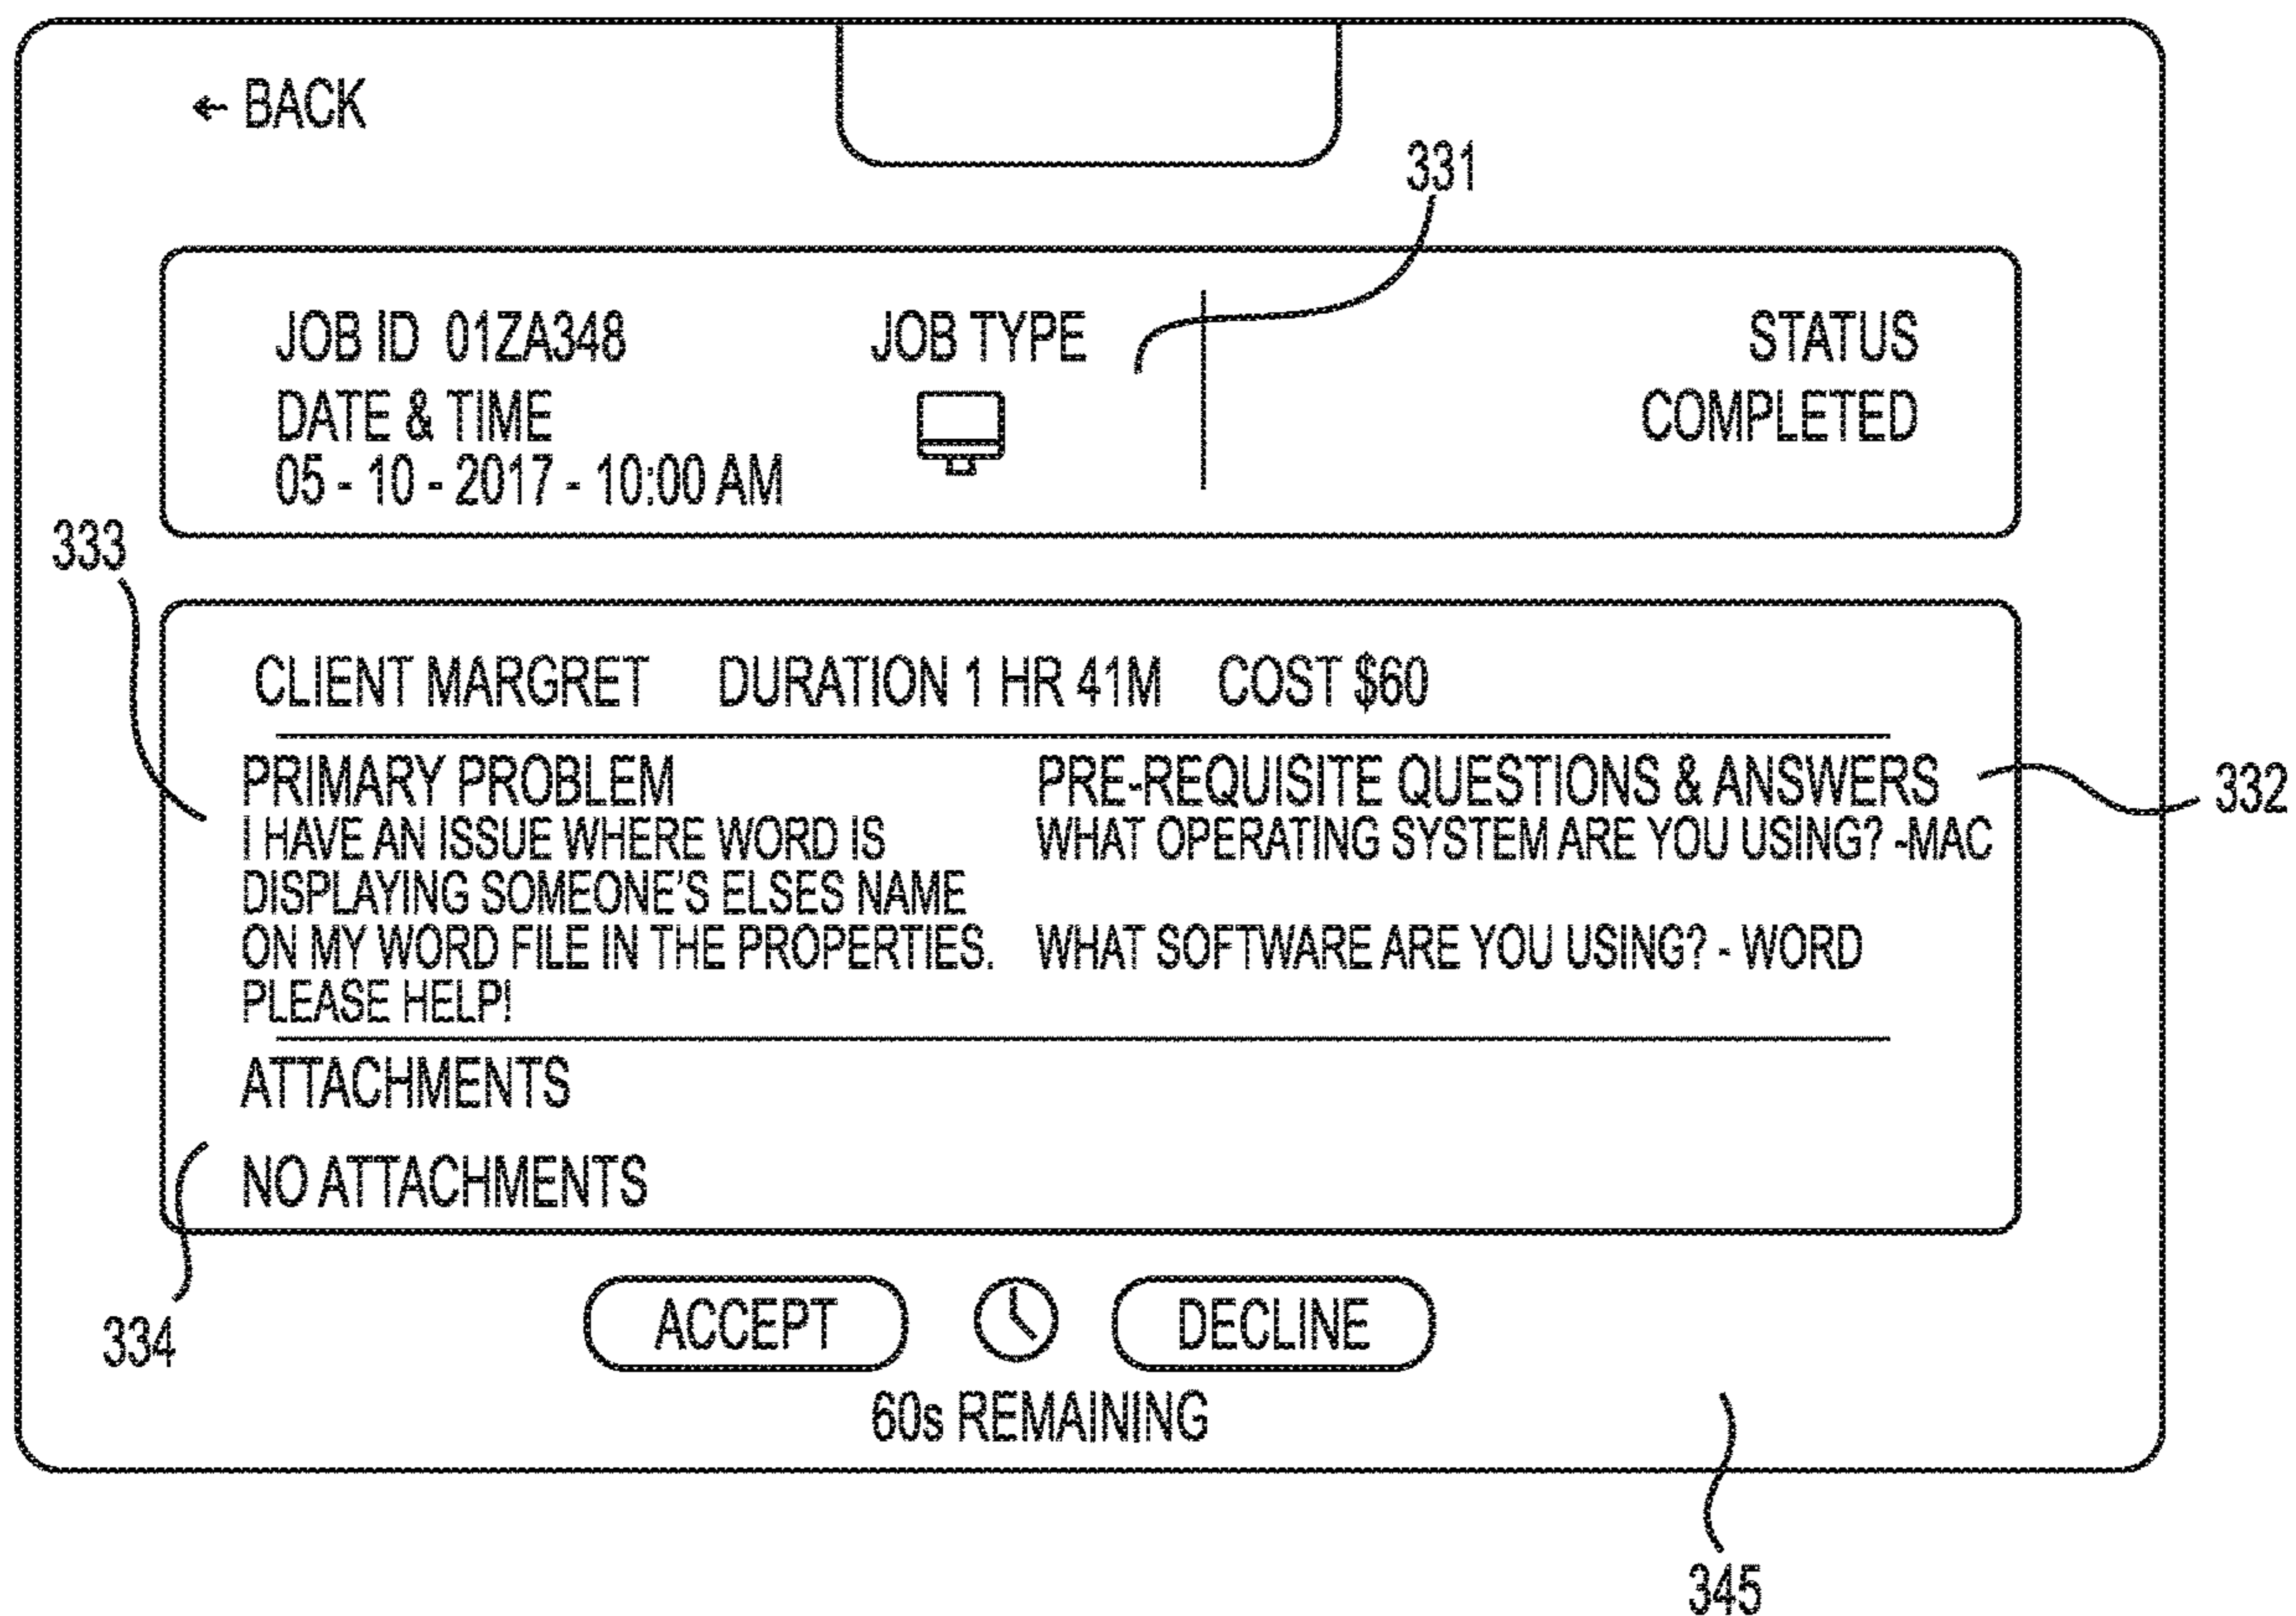 ← BACK
331
JOB ID 01ZA348
JOB TYPE
STATUS
DATE & TIME
COMPLETED
05 - 10 - 2017 - 10:00 AM
333
CLIENT MARGRET DURATION 1 HR 41M COST $60
PRIMARY PROBLEM
I HAVE AN ISSUE WHERE WORD IS
DISPLAYING SOMEONE'S ELSES NAME
ON MY WORD FILE IN THE PROPERTIES.
PLEASE HELP!
PRE-REQUISITE QUESTIONS & ANSWERS
WHAT OPERATING SYSTEM ARE YOU USING? -MAC
WHAT SOFTWARE ARE YOU USING? - WORD
332
ATTACHMENTS
NO ATTACHMENTS
334
ACCEPT
DECLINE
60s REMAINING
345